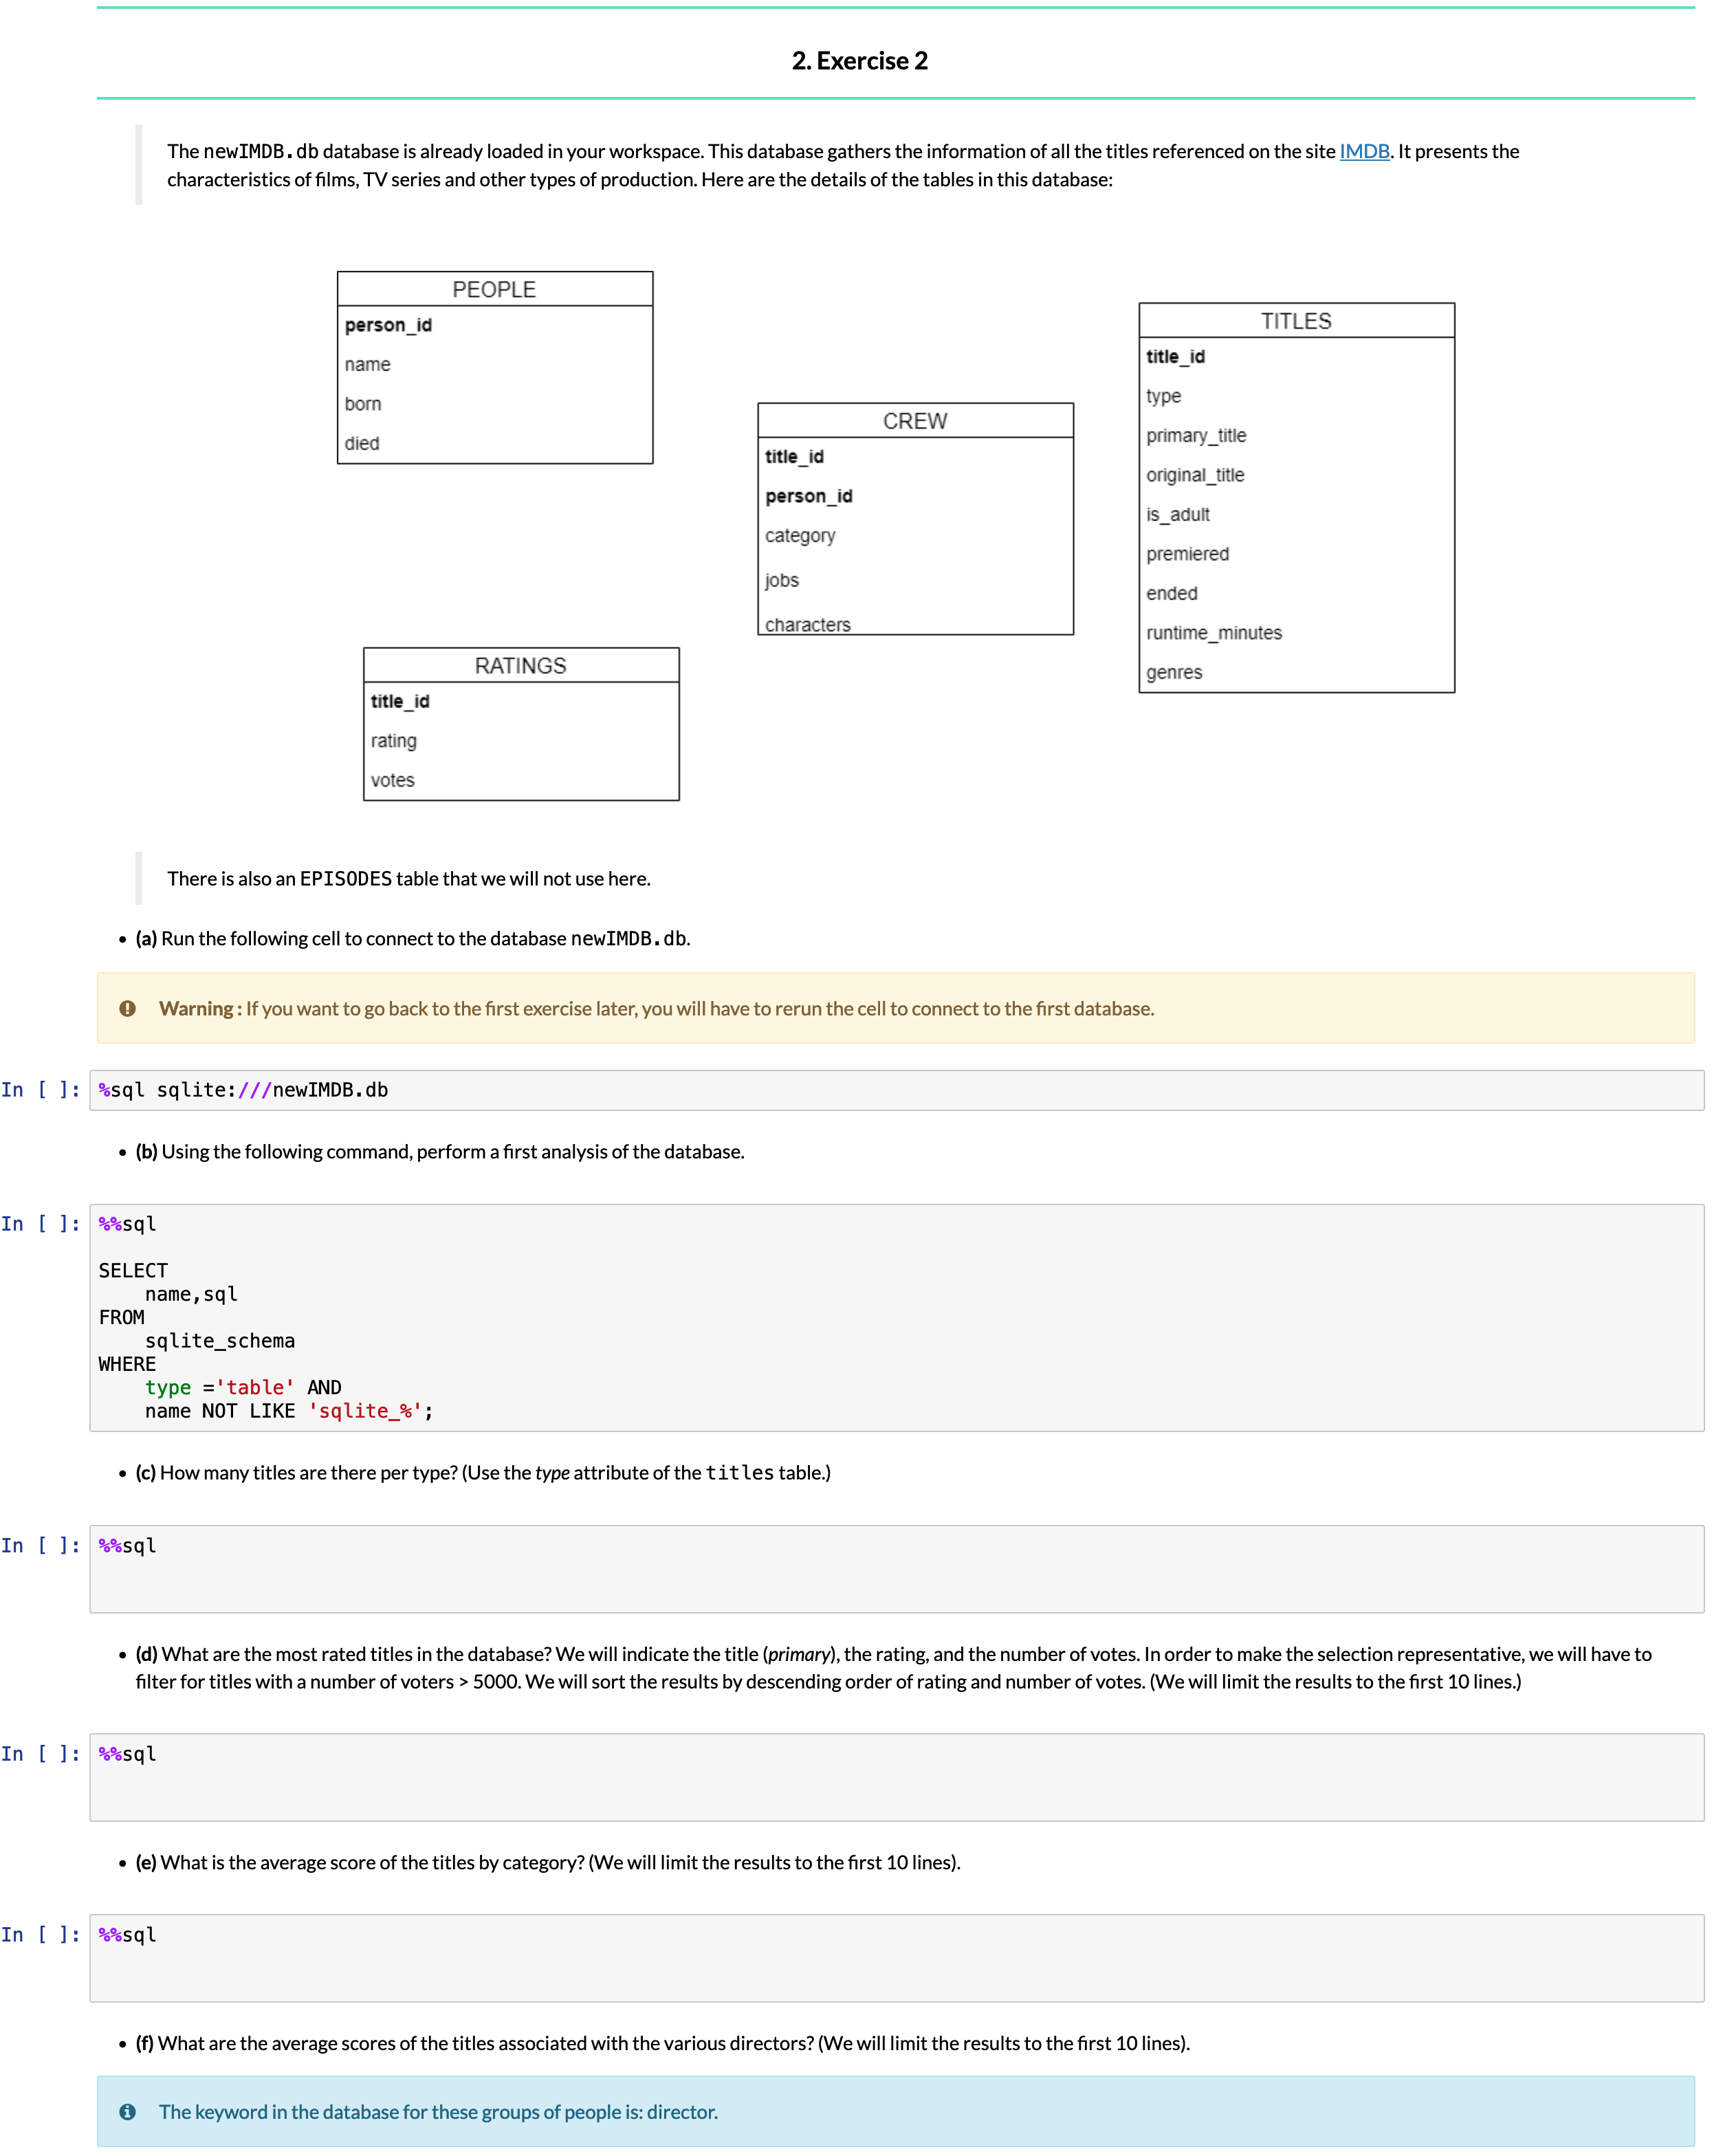 2. Exercise 2
The newIMDB.db database is already loaded in your workspace. This database gathers the information of all the titles referenced on the site IMDB. It presents the
characteristics of films, TV series and other types of production. Here are the details of the tables in this database:
PEOPLE
person_id
name
born
died
CREW
title_id
person_id
category
jobs
characters
TITLES
title_id
type
primary_title
original_title
is_adult
premiered
ended
runtime_minutes
genres
RATINGS
title_id
rating
votes
There is also an EPISODES table that we will not use here.
• (a) Run the following cell to connect to the database newIMDB.db.
Warning : If you want to go back to the first exercise later, you will have to rerun the cell to connect to the first database.
In [ ]: %sql sqlite:///newIMDB.db
• (b) Using the following command, perform a first analysis of the database.
In [ ]: %%sql
SELECT
    name,sql
FROM
    sqlite_schema
WHERE
    type ='table' AND
    name NOT LIKE 'sqlite_%';
• (c) How many titles are there per type? (Use the type attribute of the titles table.)
In [ ]: %%sql
• (d) What are the most rated titles in the database? We will indicate the title (primary), the rating, and the number of votes. In order to make the selection representative, we will have to
filter for titles with a number of voters > 5000. We will sort the results by descending order of rating and number of votes. (We will limit the results to the first 10 lines.)
In [ ]: %%sql
• (e) What is the average score of the titles by category? (We will limit the results to the first 10 lines).
In [ ]: %%sql
• (f) What are the average scores of the titles associated with the various directors? (We will limit the results to the first 10 lines).
The keyword in the database for these groups of people is: director.